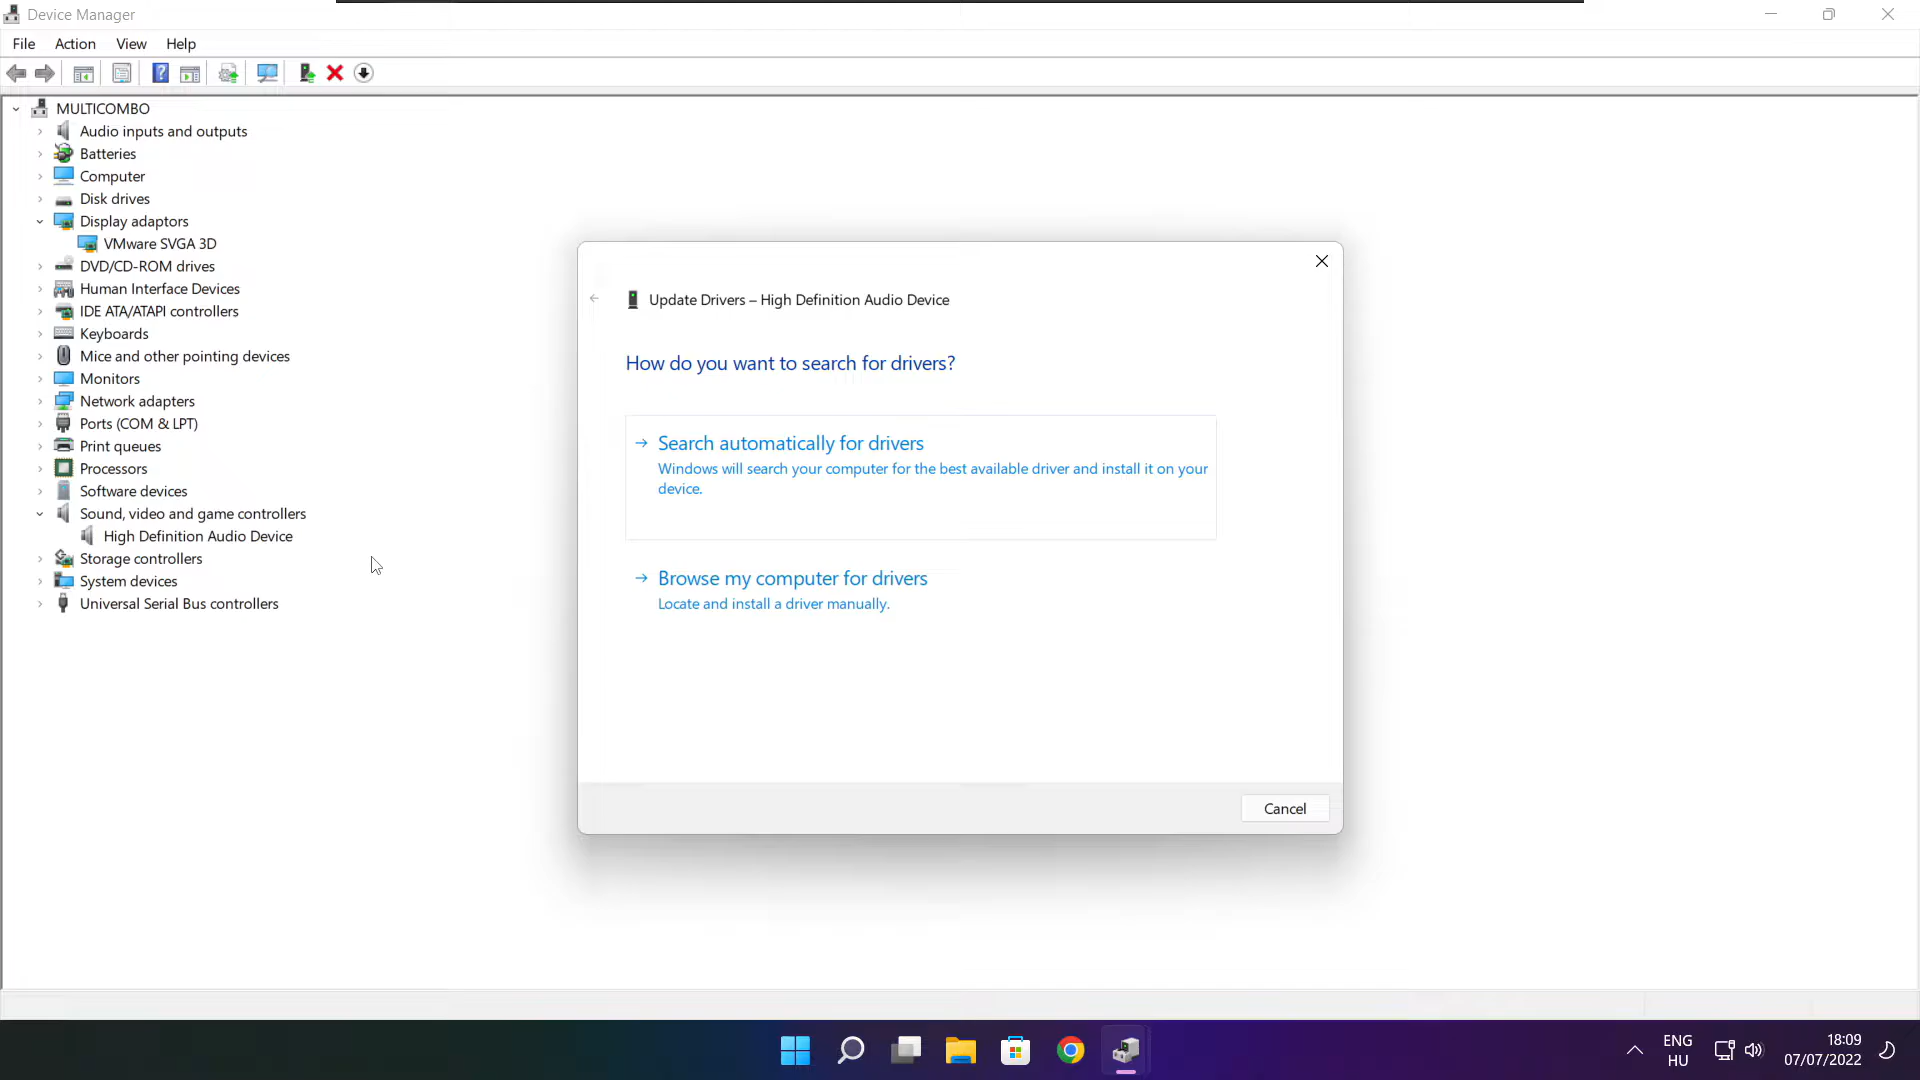 Device Manager
File Action View Help
MULTICOMBO
Audio inputs and outputs
Batteries
Computer
Disk drives
Display adaptors
VMware SVGA 3D
DVD/CD-ROM drives
Human Interface Devices
IDE ATA/ATAPI controllers
Keyboards
Mice and other pointing devices
Monitors
Network adapters
Ports (COM & LPT)
Print queues
Processors
Software devices
Sound, video and game controllers
High Definition Audio Device
Storage controllers
System devices
Universal Serial Bus controllers
Update Drivers – High Definition Audio Device
How do you want to search for drivers?
Search automatically for drivers
Windows will search your computer for the best available driver and install it on your
device.
Browse my computer for drivers
Locate and install a driver manually.
Cancel
ENG
HU
18:09
07/07/2022